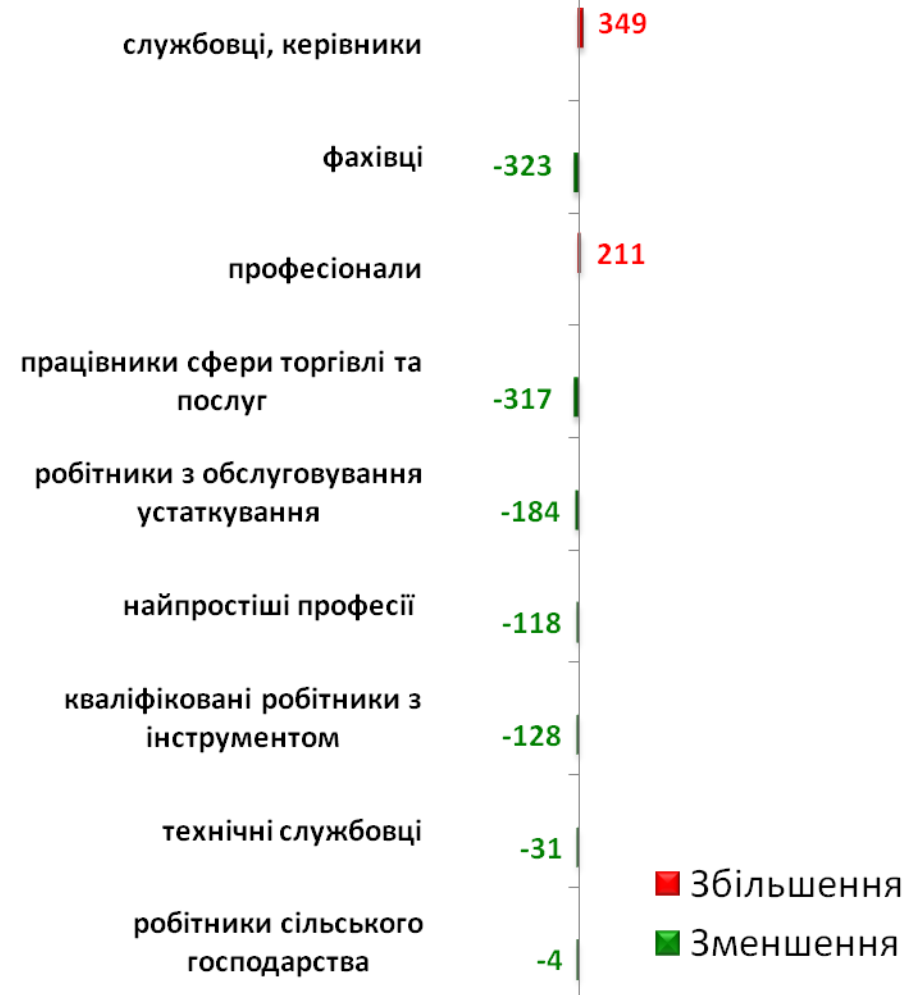 службовці, керівники
349
фахівці
-323
професіонали
211
працівники сфери торгівлі та
послуг
-317
робітники з обслуговування
устаткування
-184
найпростіші професії
-118
кваліфіковані робітники з
інструментом
-128
технічні службовці
-31
робітники сільського
господарства
-4
Збільшення
Зменшення